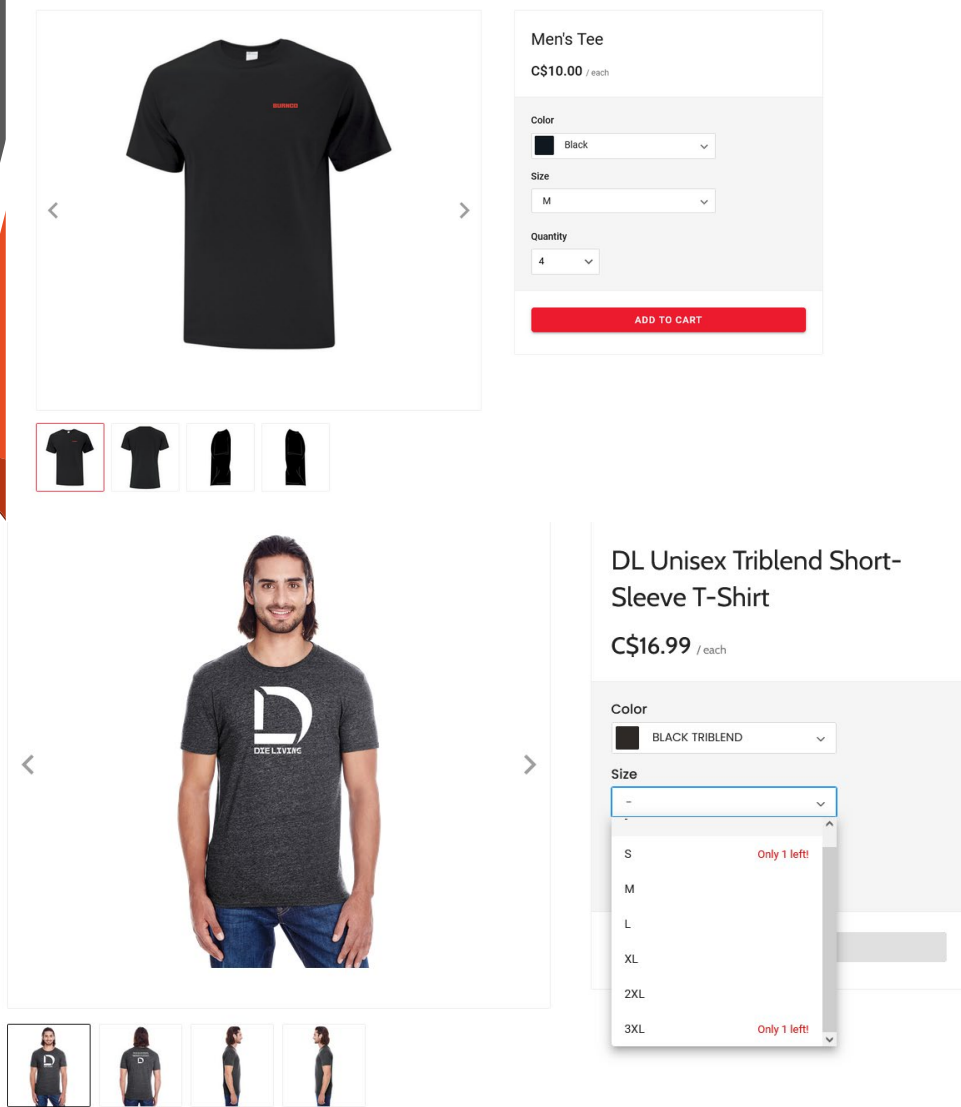 Men's Tee
C$10.00 / each
Color
Black
Size
M
Quantity
4
ADD TO CART
BURNCO
DL Unisex Triblend Short-
Sleeve T-Shirt
C$16.99 / each
Color
BLACK TRIBLEND
Size
-
S Only 1 left!
M
L
XL
2XL
3XL Only 1 left!
D
DIE LIVING